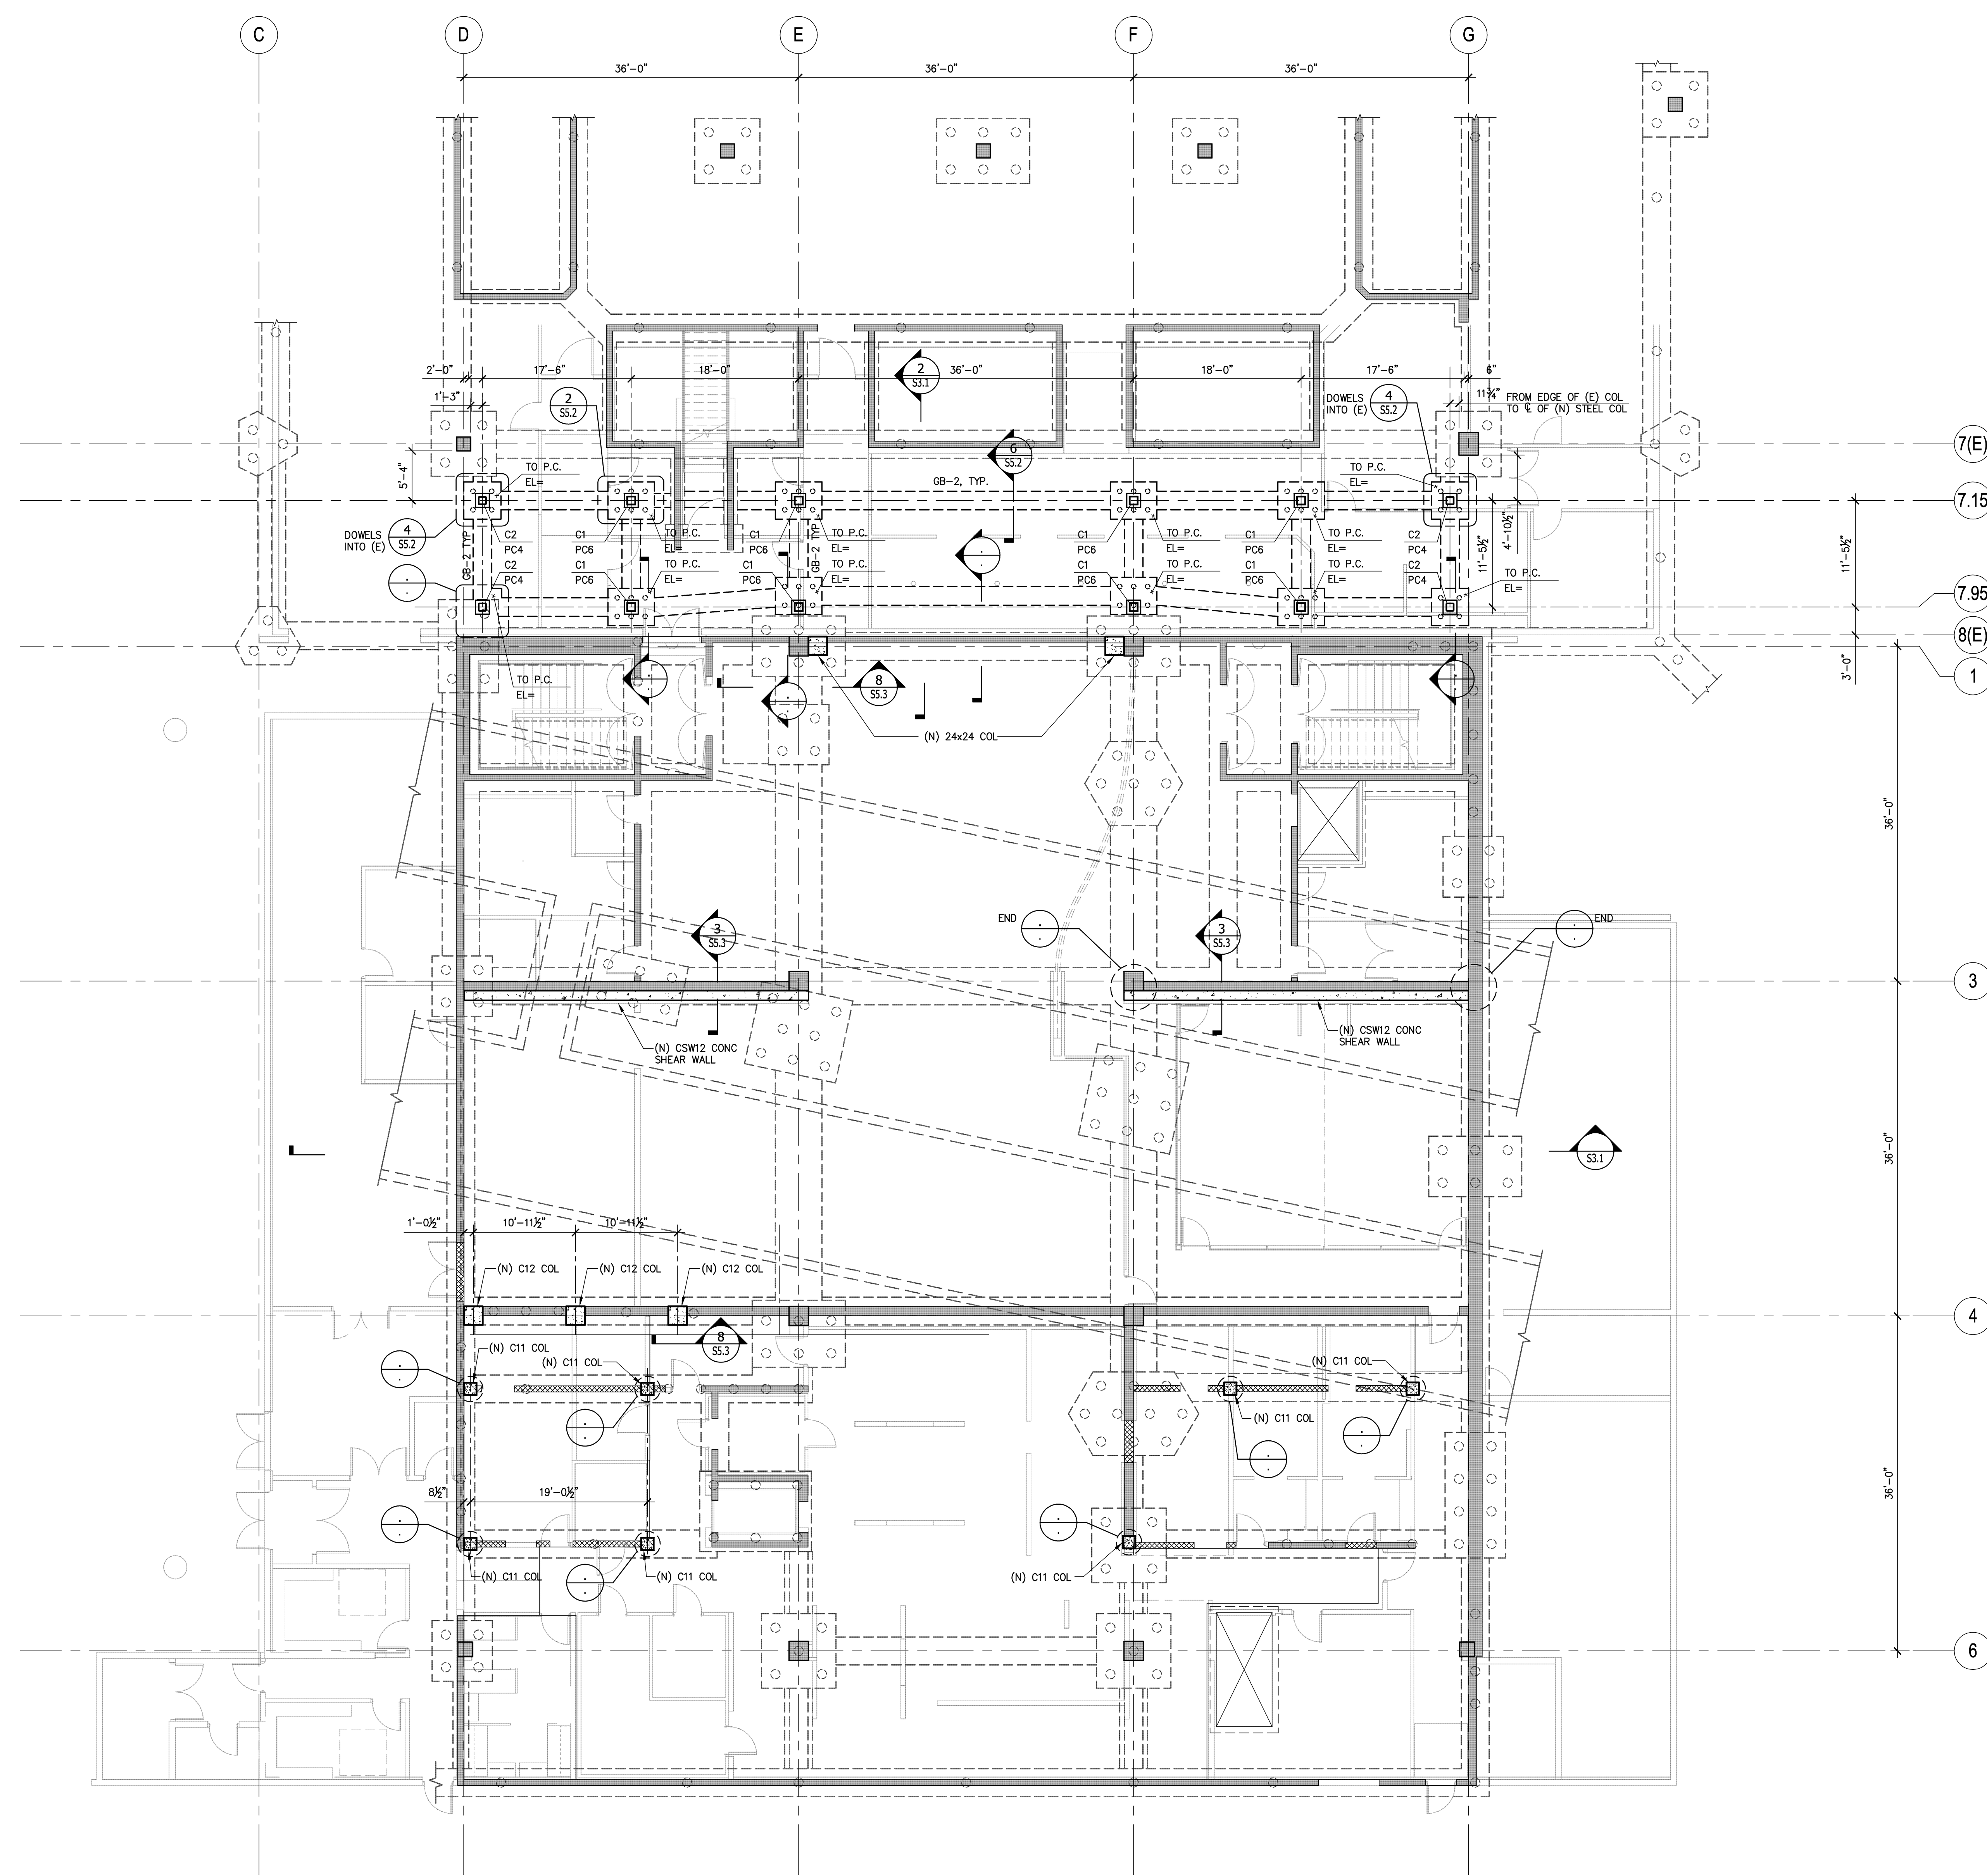 C
D
E
F
G
36'-0"
36'-0"
36'-0"
2'-0"
17'-6"
18'-0"
36'-0"
18'-0"
17'-6"
6"
1'-3"
2
S3.1
2
S5.2
DOWELS
INTO (E)
4
S5.2
11¾"
FROM EDGE OF (E) COL
TO ℄ OF (N) STEEL COL
7(E)
6
S5.2
5'-4"
TO P.C.
EL=
GB-2, TYP.
TO P.C.
EL=
7.15
DOWELS
INTO (E)
4
S5.2
GB-2 TYP
C2
PC4
C1
PC6
TO P.C.
EL=
C1
PC6
GB-2 TYP
TO P.C.
EL=
C1
PC6
TO P.C.
EL=
C1
PC6
TO P.C.
EL=
C2
PC4
11'-5½"
4'-10½"
11'-5½"
C2
PC4
C1
PC6
TO P.C.
EL=
C1
PC6
TO P.C.
EL=
C1
PC6
TO P.C.
EL=
C1
PC6
TO P.C.
EL=
C2
PC4
TO P.C.
EL=
7.95
8(E)
3'-0"
1
TO P.C.
EL=
8
S5.3
(N) 24x24 COL
36'-0"
3
S5.3
END
3
S5.3
END
3
(N) CSW12 CONC
SHEAR WALL
(N) CSW12 CONC
SHEAR WALL
36'-0"
S3.1
1'-0½"
10'-11½"
10'-11½"
(N) C12 COL
(N) C12 COL
(N) C12 COL
4
8
S5.3
(N) C11 COL
(N) C11 COL
(N) C11 COL
(N) C11 COL
36'-0"
8½"
19'-0½"
(N) C11 COL
(N) C11 COL
(N) C11 COL
6